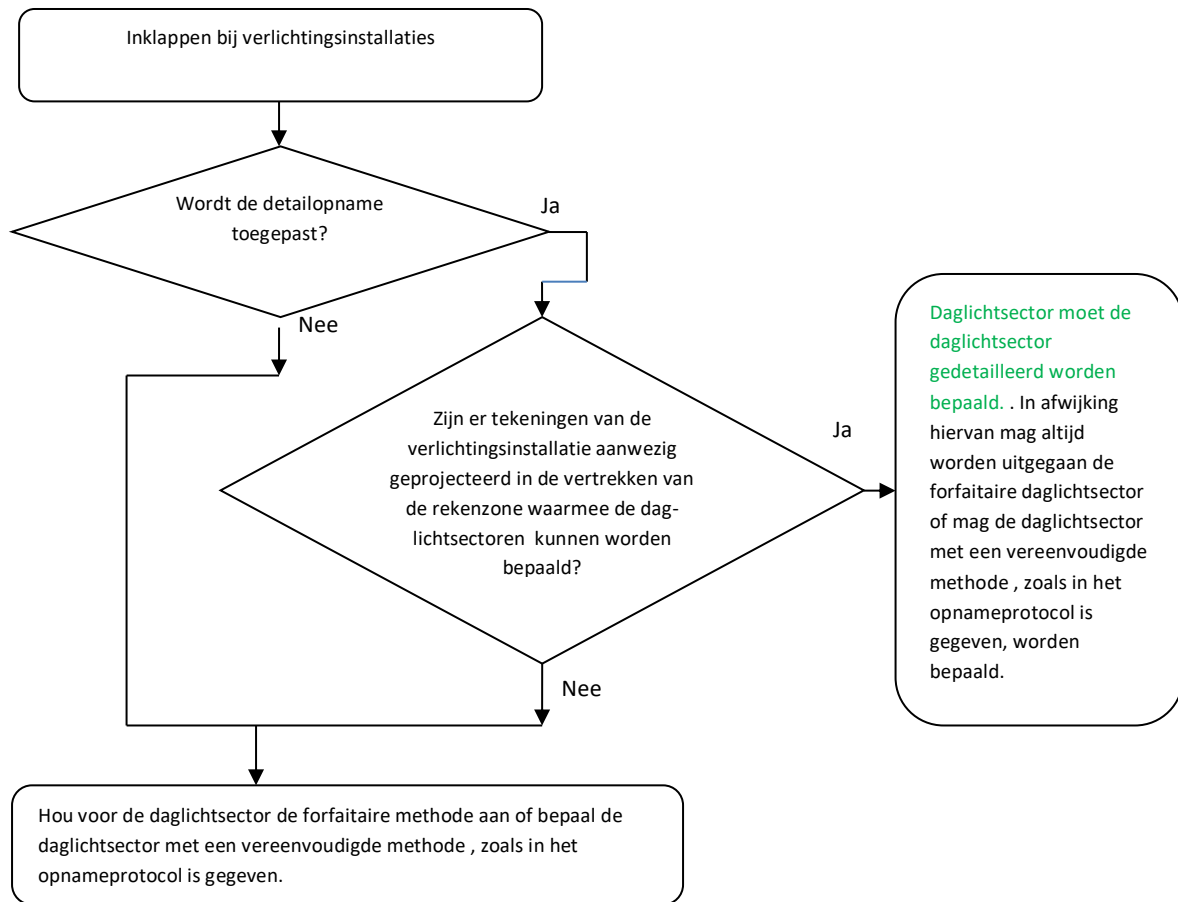 Inklappen bij verlichtingsinstallaties
Wordt de detailopname
toegepast?
Ja
Nee
Zijn er tekeningen van de
verlichtingsinstallatie aanwezig
geprojecteerd in de vertrekken van
de rekenzone waarmee de dag-
lichtsectoren  kunnen worden
bepaald?
Ja
Nee
Daglichtsector moet de
daglichtsector
gedetailleerd worden
bepaald. . In afwijking
hiervan mag altijd
worden uitgegaan de
forfaitaire daglichtsector
of mag de daglichtsector
met een vereenvoudigde
methode , zoals in het
opnameprotocol is
gegeven, worden
bepaald.
Hou voor de daglichtsector de forfaitaire methode aan of bepaal de
daglichtsector met een vereenvoudigde methode , zoals in het
opnameprotocol is gegeven.